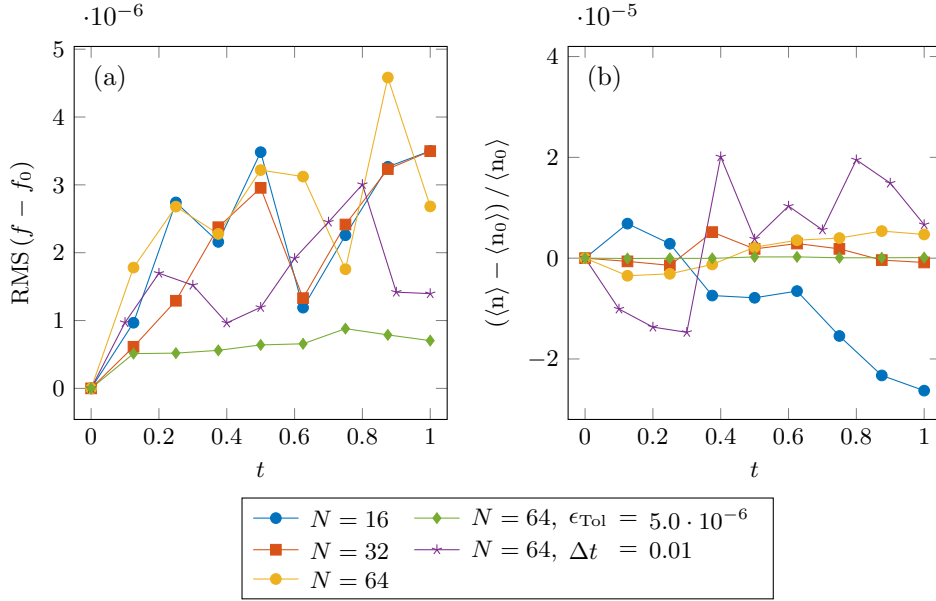 ·10⁻⁶
(a)
RMS (f − f₀)
5
4
3
2
1
0
0 0.2 0.4 0.6 0.8 1
t
·10⁻⁵
(b)
(⟨n⟩ − ⟨n₀⟩) / ⟨n₀⟩
4
2
0
−2
0 0.2 0.4 0.6 0.8 1
t
N = 16 N = 64, ϵ_Tol = 5.0 · 10⁻⁶
N = 32 N = 64, Δt = 0.01
N = 64